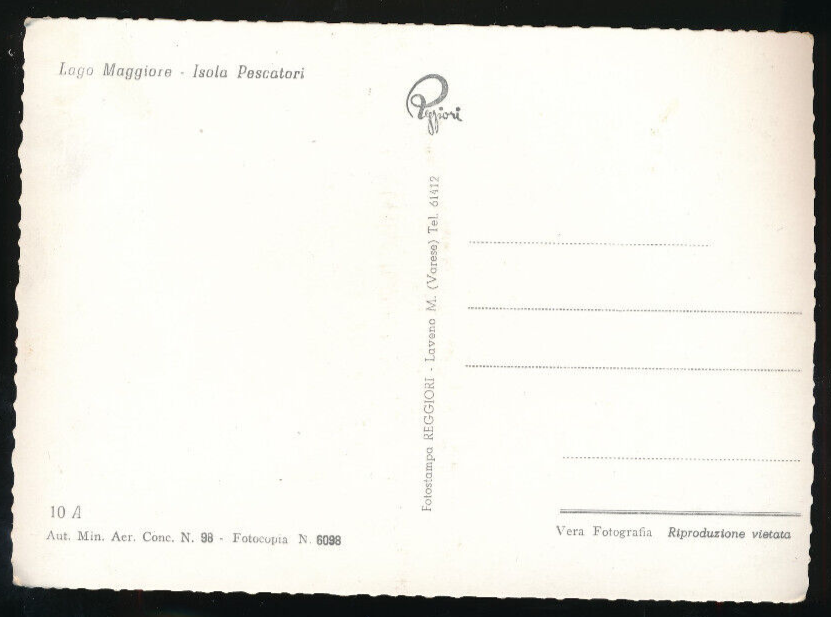 Lago Maggiore - Isola Pescatori
Reggiori
Fotostampa REGGIORI - Laveno M. (Varese) Tel. 61412
10 A
Aut. Min. Aer. Conc. N. 98 - Fotocopia N. 6098
Vera Fotografia Riproduzione vietata